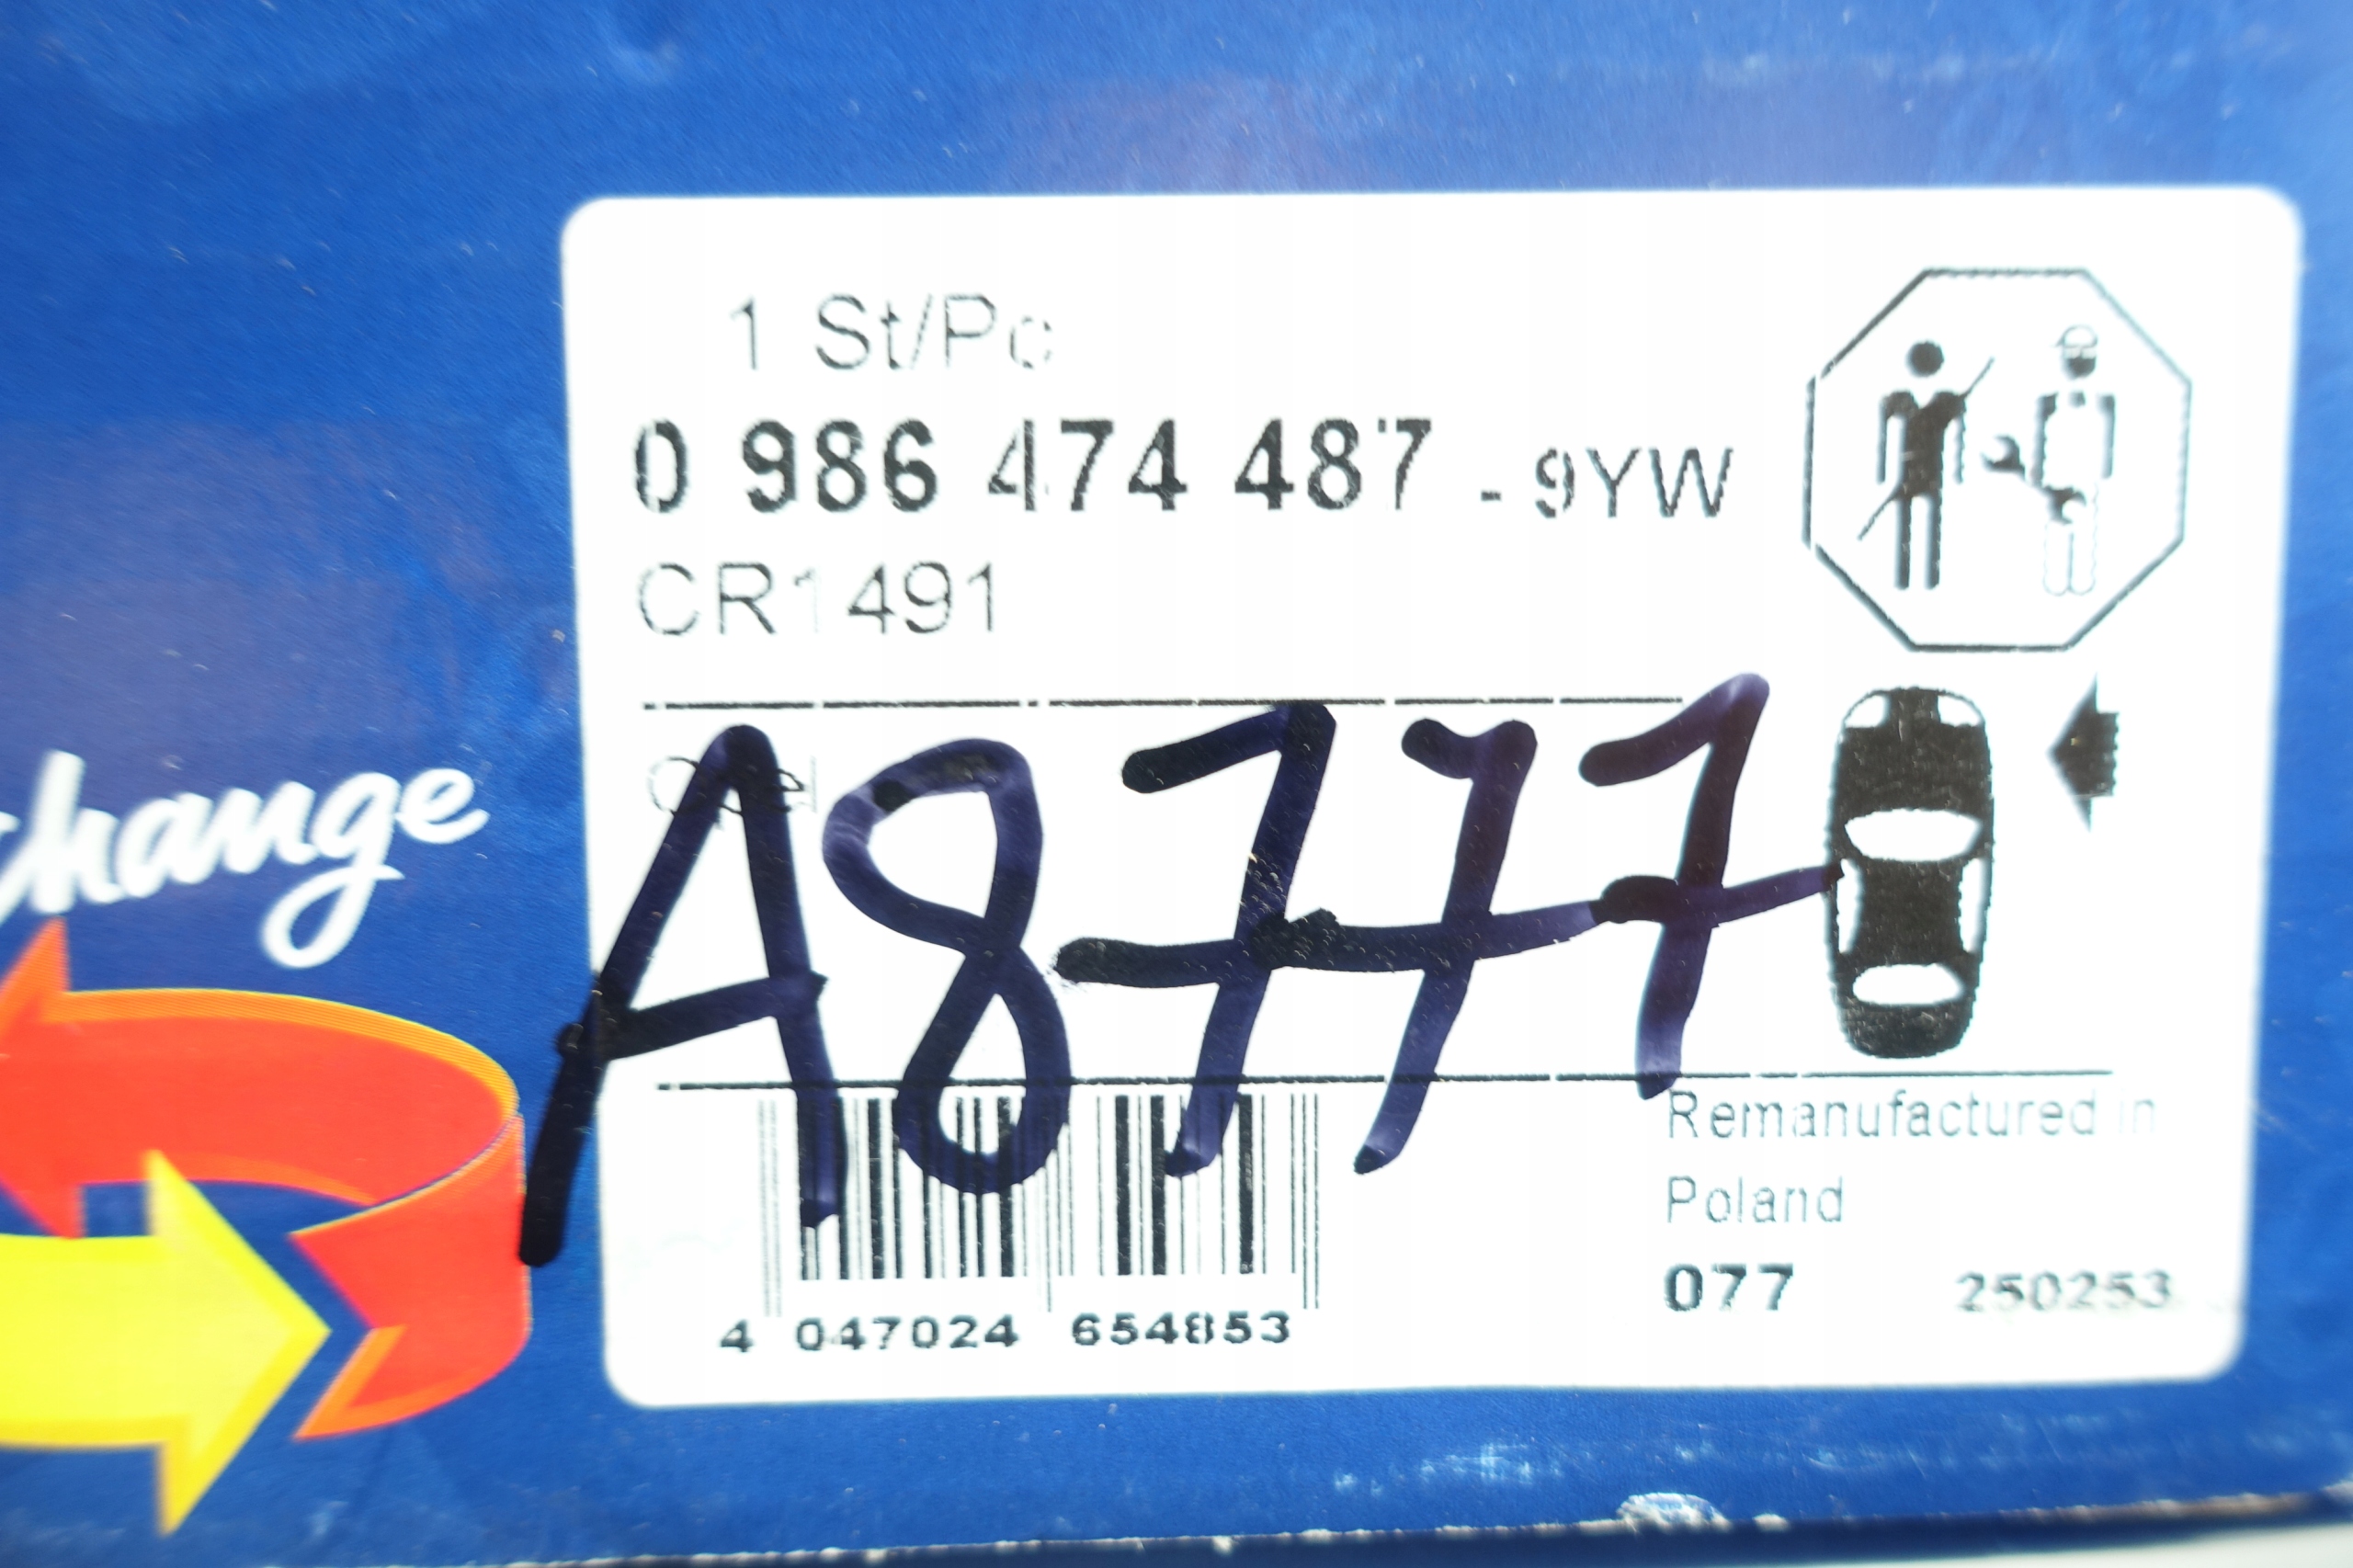 1 St/Pc
0 986 474 487 - 9YW
CR1491
Opel
A8777
change
Remanufactured in
Poland
077 250253
4 047024 654853